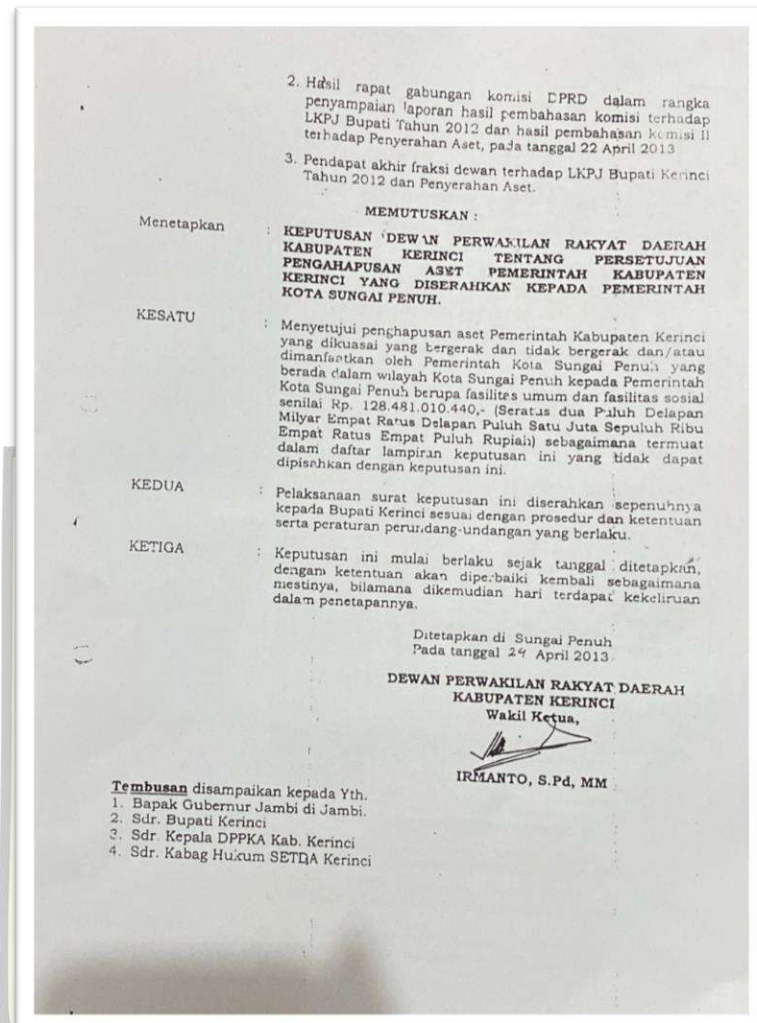 2. Hasil rapat gabungan komisi DPRD dalam rangka
penyampaian laporan hasil pembahasan komisi terhadap
LKPJ Bupati Tahun 2012 dan hasil pembahasan komisi II
terhadap Penyerahan Aset, pada tanggal 22 April 2013
3. Pendapat akhir fraksi dewan terhadap LKPJ Bupati Kerinci
Tahun 2012 dan Penyerahan Aset.
MEMUTUSKAN :
Menetapkan : KEPUTUSAN DEWAN PERWAKILAN RAKYAT DAERAH
KABUPATEN KERINCI TENTANG PERSETUJUAN
PENGAHAPUSAN ASET PEMERINTAH KABUPATEN
KERINCI YANG DISERAHKAN KEPADA PEMERINTAH
KOTA SUNGAI PENUH.
KESATU : Menyetujui penghapusan aset Pemerintah Kabupaten Kerinci
yang dikuasai yang bergerak dan tidak bergerak dan/atau
dimanfaatkan oleh Pemerintah Kota Sungai Penuh yang
berada dalam wilayah Kota Sungai Penuh kepada Pemerintah
Kota Sungai Penuh berupa fasilites umum dan fasilitas sosial
senilai Rp. 128.481.010.440,- (Seratus dua Puluh Delapan
Milyar Empat Ratus Delapan Puluh Satu Juta Sepuluh Ribu
Empat Ratus Empat Puluh Rupiah) sebagaimana termuat
dalam daftar lampiran keputusan ini yang tidak dapat
dipisahkan dengan keputusan ini.
KEDUA : Pelaksanaan surat keputusan ini diserahkan sepenuhnya
kepada Bupati Kerinci sesuai dengan prosedur dan ketentuan
serta peraturan perundang-undangan yang berlaku.
KETIGA : Keputusan ini mulai berlaku sejak tanggal ditetapkan,
dengan ketentuan akan diperbaiki kembali sebagaimana
mestinya, bilamana dikemudian hari terdapat kekeliruan
dalam penetapannya.
Ditetapkan di Sungai Penuh
Pada tanggal 24 April 2013
DEWAN PERWAKILAN RAKYAT DAERAH
KABUPATEN KERINCI
Wakil Ketua,
IRMANTO, S.Pd, MM
Tembusan disampaikan kepada Yth.
1. Bapak Gubernur Jambi di Jambi.
2. Sdr. Bupati Kerinci
3. Sdr. Kepala DPPKA Kab. Kerinci
4. Sdr. Kabag Hukum SETDA Kerinci